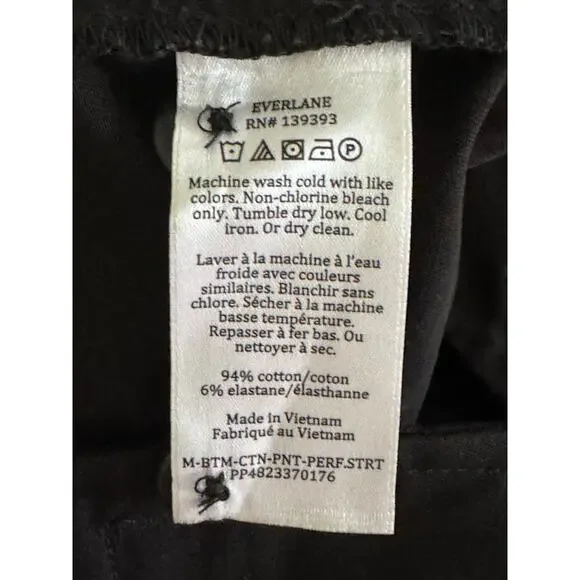 EVERLANE
RN# 139393
P
Machine wash cold with like
colors. Non-chlorine bleach
only. Tumble dry low. Cool
iron. Or dry clean.
Laver à la machine à l'eau
froide avec couleurs
similaires. Blanchir sans
chlore. Sécher à la machine
basse température.
Repasser à fer bas. Ou
nettoyer à sec.
94% cotton/coton
6% elastane/élasthanne
Made in Vietnam
Fabriqué au Vietnam
M-BTM-CTN-PNT-PERF.STRT
PP4823370176